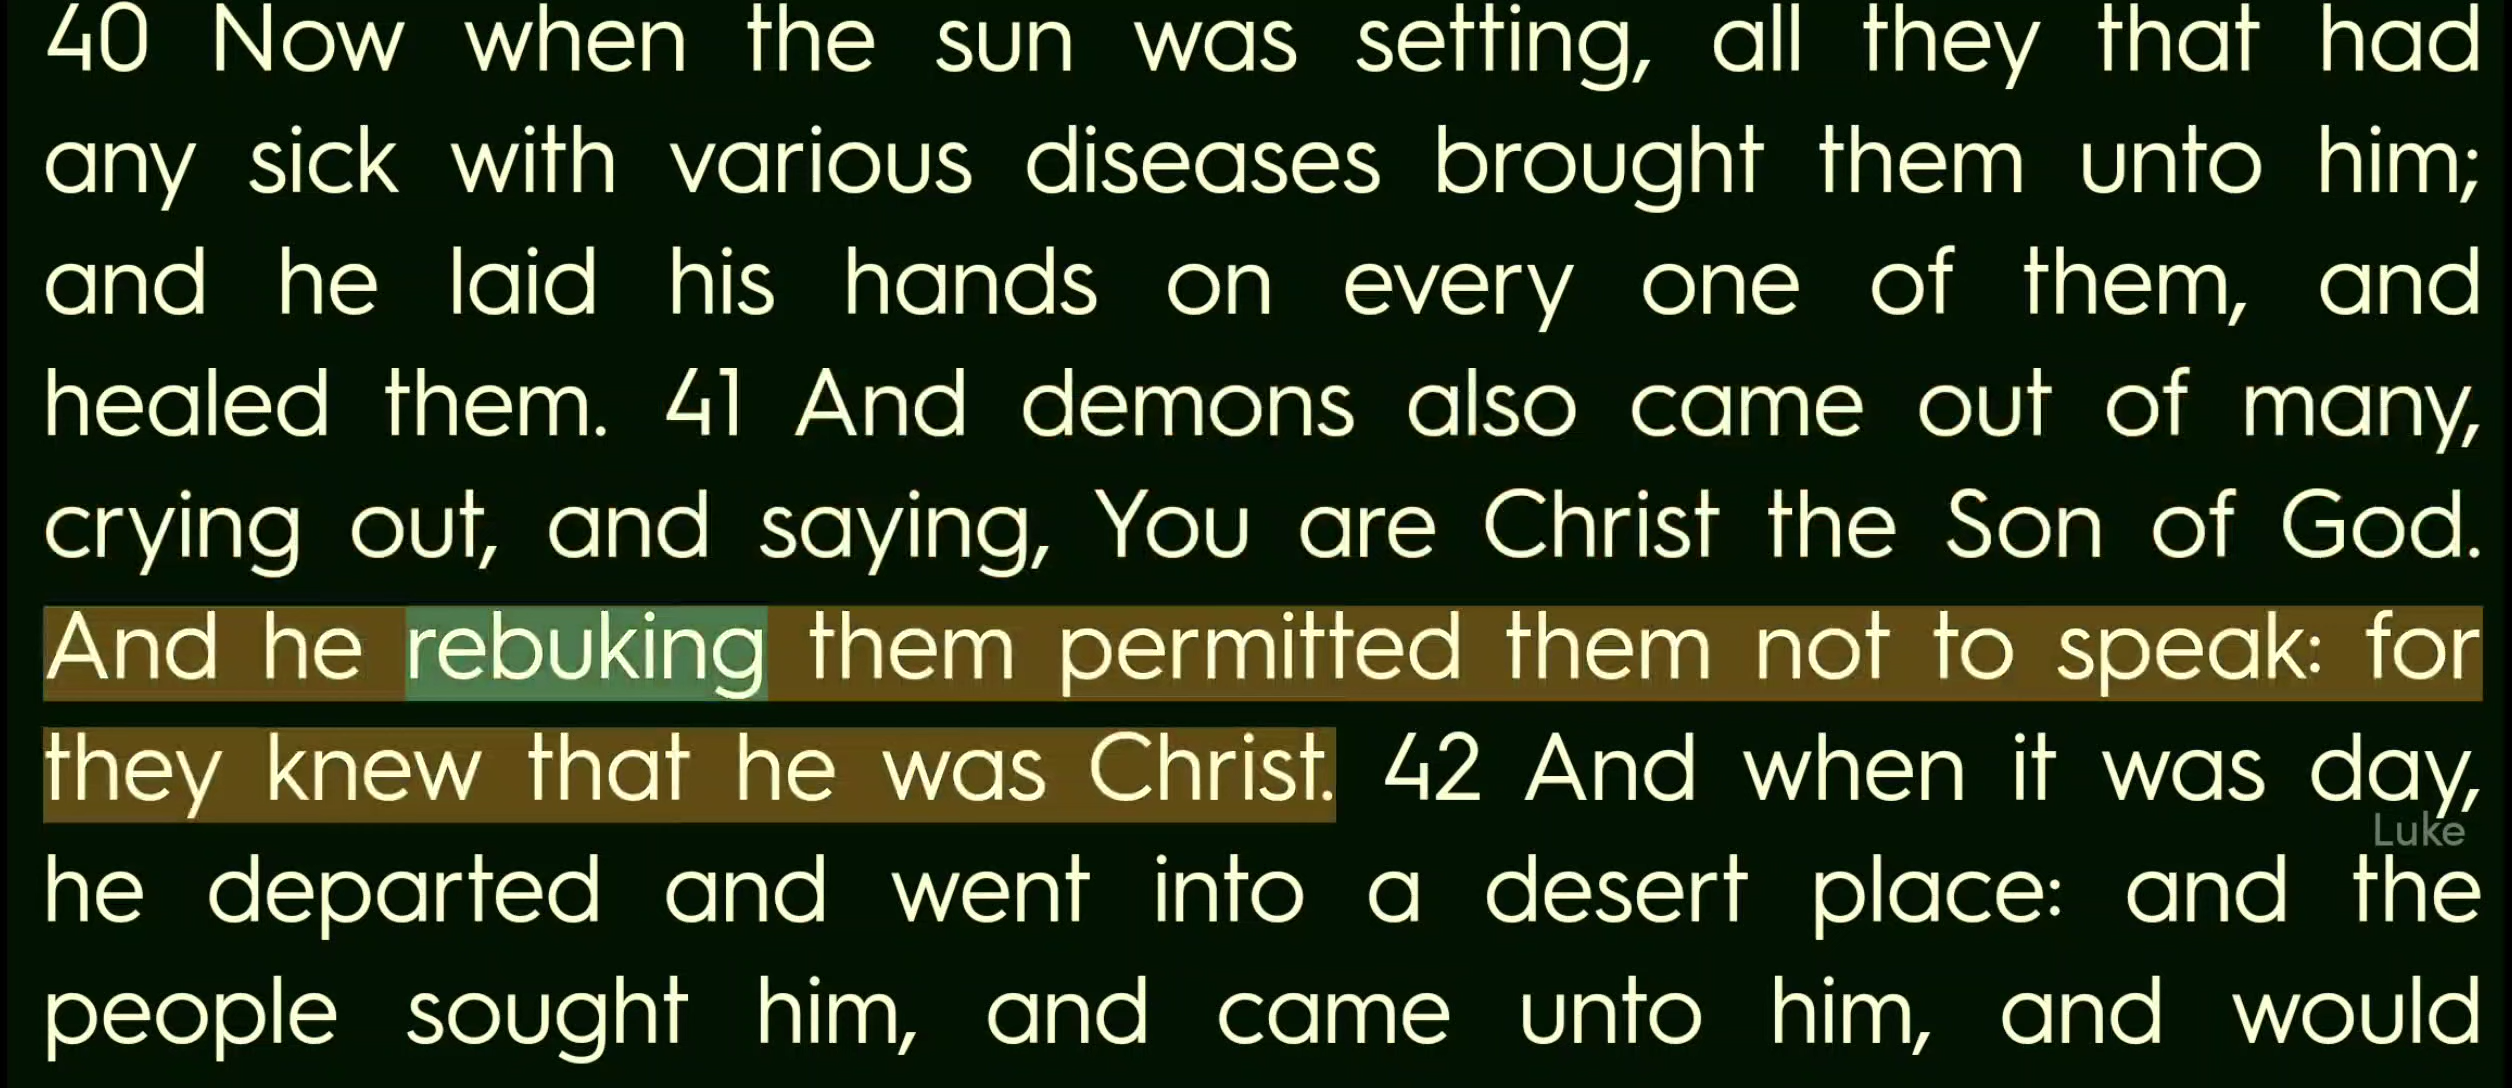 40 Now when the sun was setting, all they that had
any sick with various diseases brought them unto him;
and he laid his hands on every one of them, and
healed them. 41 And demons also came out of many,
crying out, and saying, You are Christ the Son of God.
And he rebuking them permitted them not to speak: for
they knew that he was Christ. 42 And when it was day,
Luke
he departed and went into a desert place: and the
people sought him, and came unto him, and would